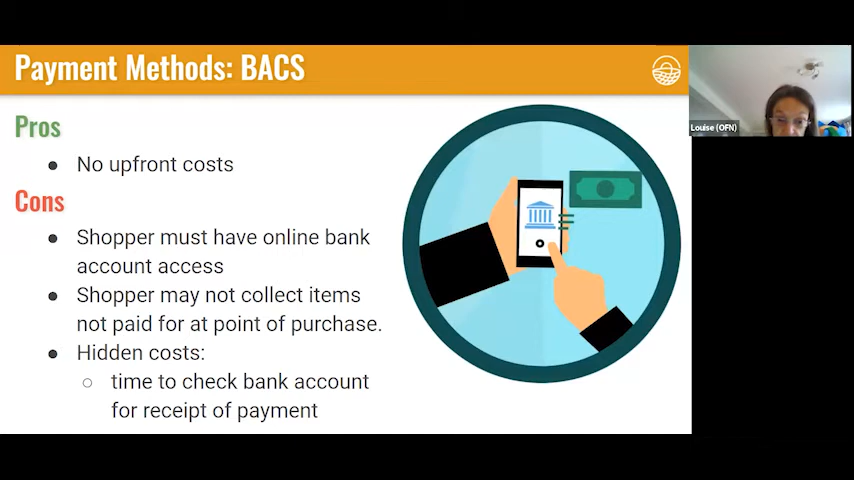 Payment Methods: BACS
Pros
● No upfront costs
Cons
● Shopper must have online bank
account access
● Shopper may not collect items
not paid for at point of purchase.
● Hidden costs:
○ time to check bank account
for receipt of payment
Louise (OFN)